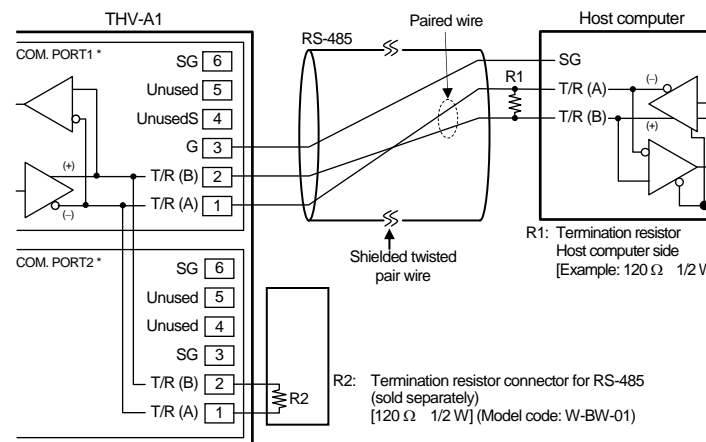 THV-A1
Paired wire
Host computer
COM. PORT1 *
RS-485
SG 6
SG
Unused 5
R1
T/R (A)
(–)
UnusedS 4
T/R (B)
(+)
G 3
(+)
T/R (B) 2
T/R (A) 1
(–)
R1: Termination resistor
Host computer side
[Example: 120 Ω 1/2 W
Shielded twisted
pair wire
COM. PORT2 *
SG 6
Unused 5
Unused 4
SG 3
T/R (B) 2
T/R (A) 1
R2
R2: Termination resistor connector for RS-485
(sold separately)
[120 Ω 1/2 W] (Model code: W-BW-01)